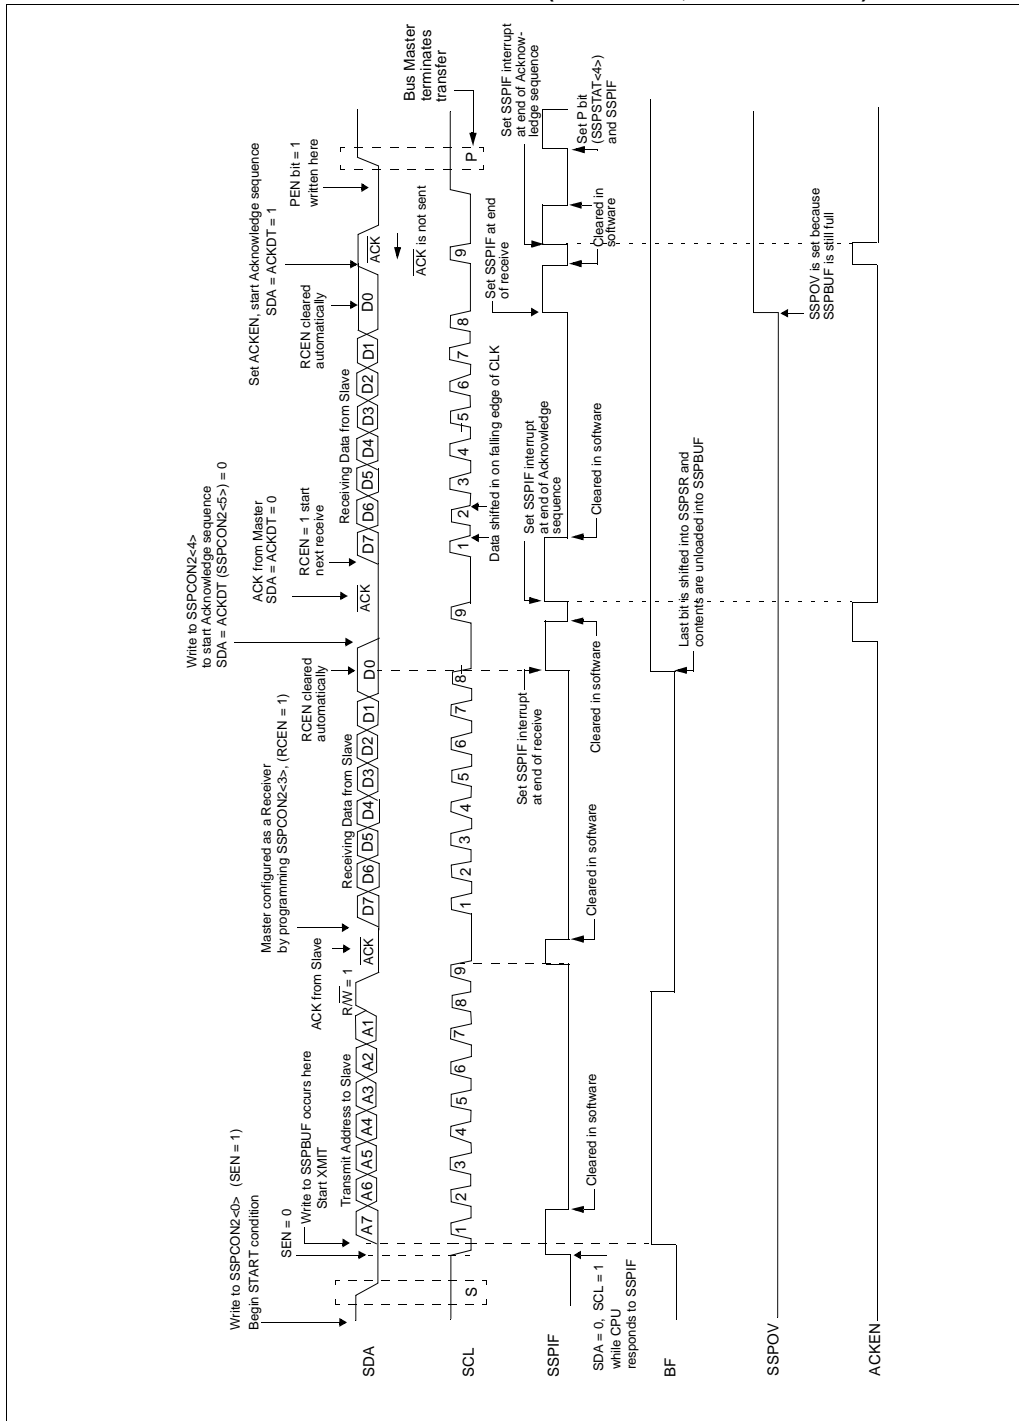 Write to SSPCON2<0> (SEN = 1)
Begin START condition
SEN = 0
Write to SSPBUF occurs here
Start XMIT
Transmit Address to Slave
ACK from Slave
R/W = 1
Master configured as a Receiver
by programming SSPCON2<3>, (RCEN = 1)
Receiving Data from Slave
RCEN cleared
automatically
Write to SSPCON2<4>
to start Acknowledge sequence
SDA = ACKDT (SSPCON2<5>) = 0
ACK from Master
SDA = ACKDT = 0
RCEN = 1 start
next receive
Receiving Data from Slave
RCEN cleared
automatically
Set ACKEN, start Acknowledge sequence
SDA = ACKDT = 1
PEN bit = 1
written here
SDA
A7 A6 A5 A4 A3 A2 A1
ACK
D7 D6 D5 D4 D3 D2 D1 D0
ACK
D7 D6 D5 D4 D3 D2 D1 D0
ACK
ACK is not sent
Bus Master
terminates
transfer
SCL
S
1 2 3 4 5 6 7 8 9
1 2 3 4 5 6 7 8 9
1 2 3 4 5 6 7 8 9
P
Data shifted in on falling edge of CLK
Set SSPIF interrupt
at end of receive
Set SSPIF interrupt
at end of Acknowledge
sequence
Set SSPIF at end
of receive
Set SSPIF interrupt
at end of Acknow-
ledge sequence
SSPIF
SDA = 0, SCL = 1
while CPU
responds to SSPIF
Cleared in software
Cleared in software
Cleared in software
Cleared in software
Cleared in
software
Set P bit
(SSPSTAT<4>)
and SSPIF
BF
Last bit is shifted into SSPSR and
contents are unloaded into SSPBUF
SSPOV
SSPOV is set because
SSPBUF is still full
ACKEN